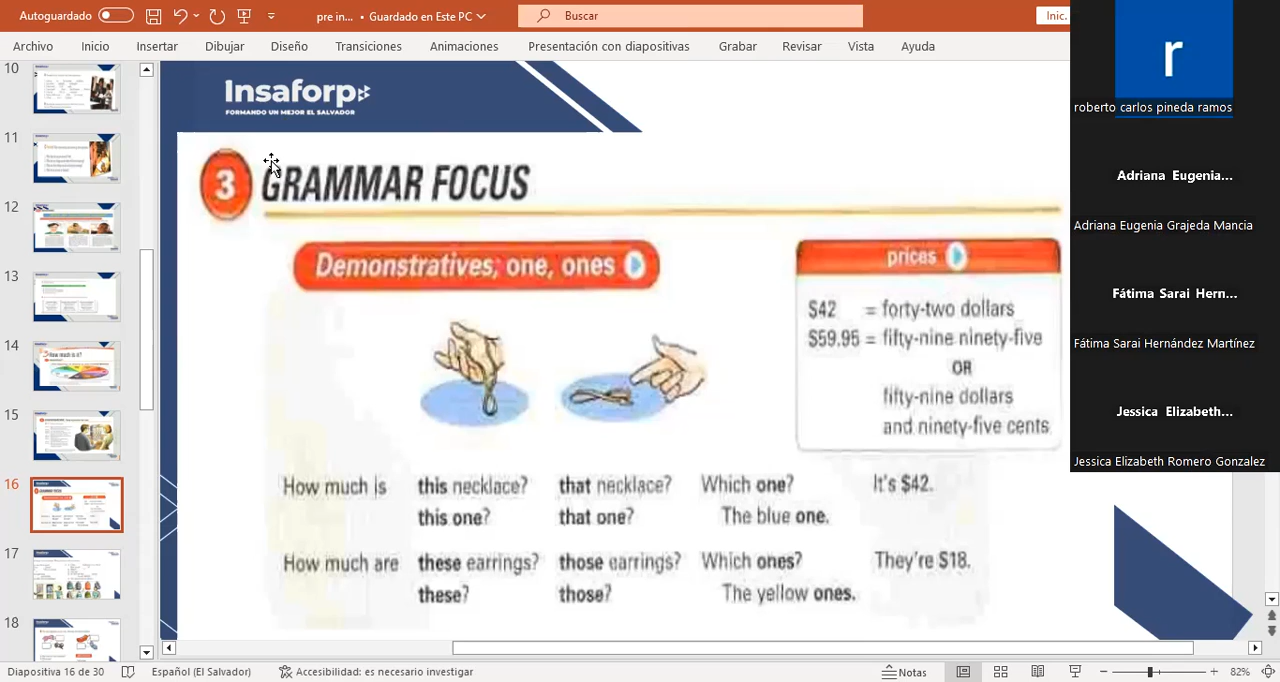 Autoguardado
pre in... • Guardado en Este PC
Buscar
Inic.
Archivo Inicio Insertar Dibujar Diseño Transiciones Animaciones Presentación con diapositivas Grabar Revisar Vista Ayuda
10
11
12
13
14
15
16
17
18
Insaforp
FORMANDO UN MEJOR EL SALVADOR
3 GRAMMAR FOCUS
Demonstratives; one, ones
prices
$42 = forty-two dollars
$59.95 = fifty-nine ninety-five
OR
fifty-nine dollars
and ninety-five cents
How much is this necklace? that necklace? Which one? It's $42.
this one? that one? The blue one.
How much are these earrings? those earrings? Which ones? They're $18.
these? those? The yellow ones.
r
roberto carlos pineda ramos
Adriana Eugenia...
Adriana Eugenia Grajeda Mancia
Fátima Sarai Hern...
Fátima Sarai Hernández Martínez
Jessica Elizabeth...
Jessica Elizabeth Romero Gonzalez
Diapositiva 16 de 30 Español (El Salvador) Accesibilidad: es necesario investigar Notas 82%